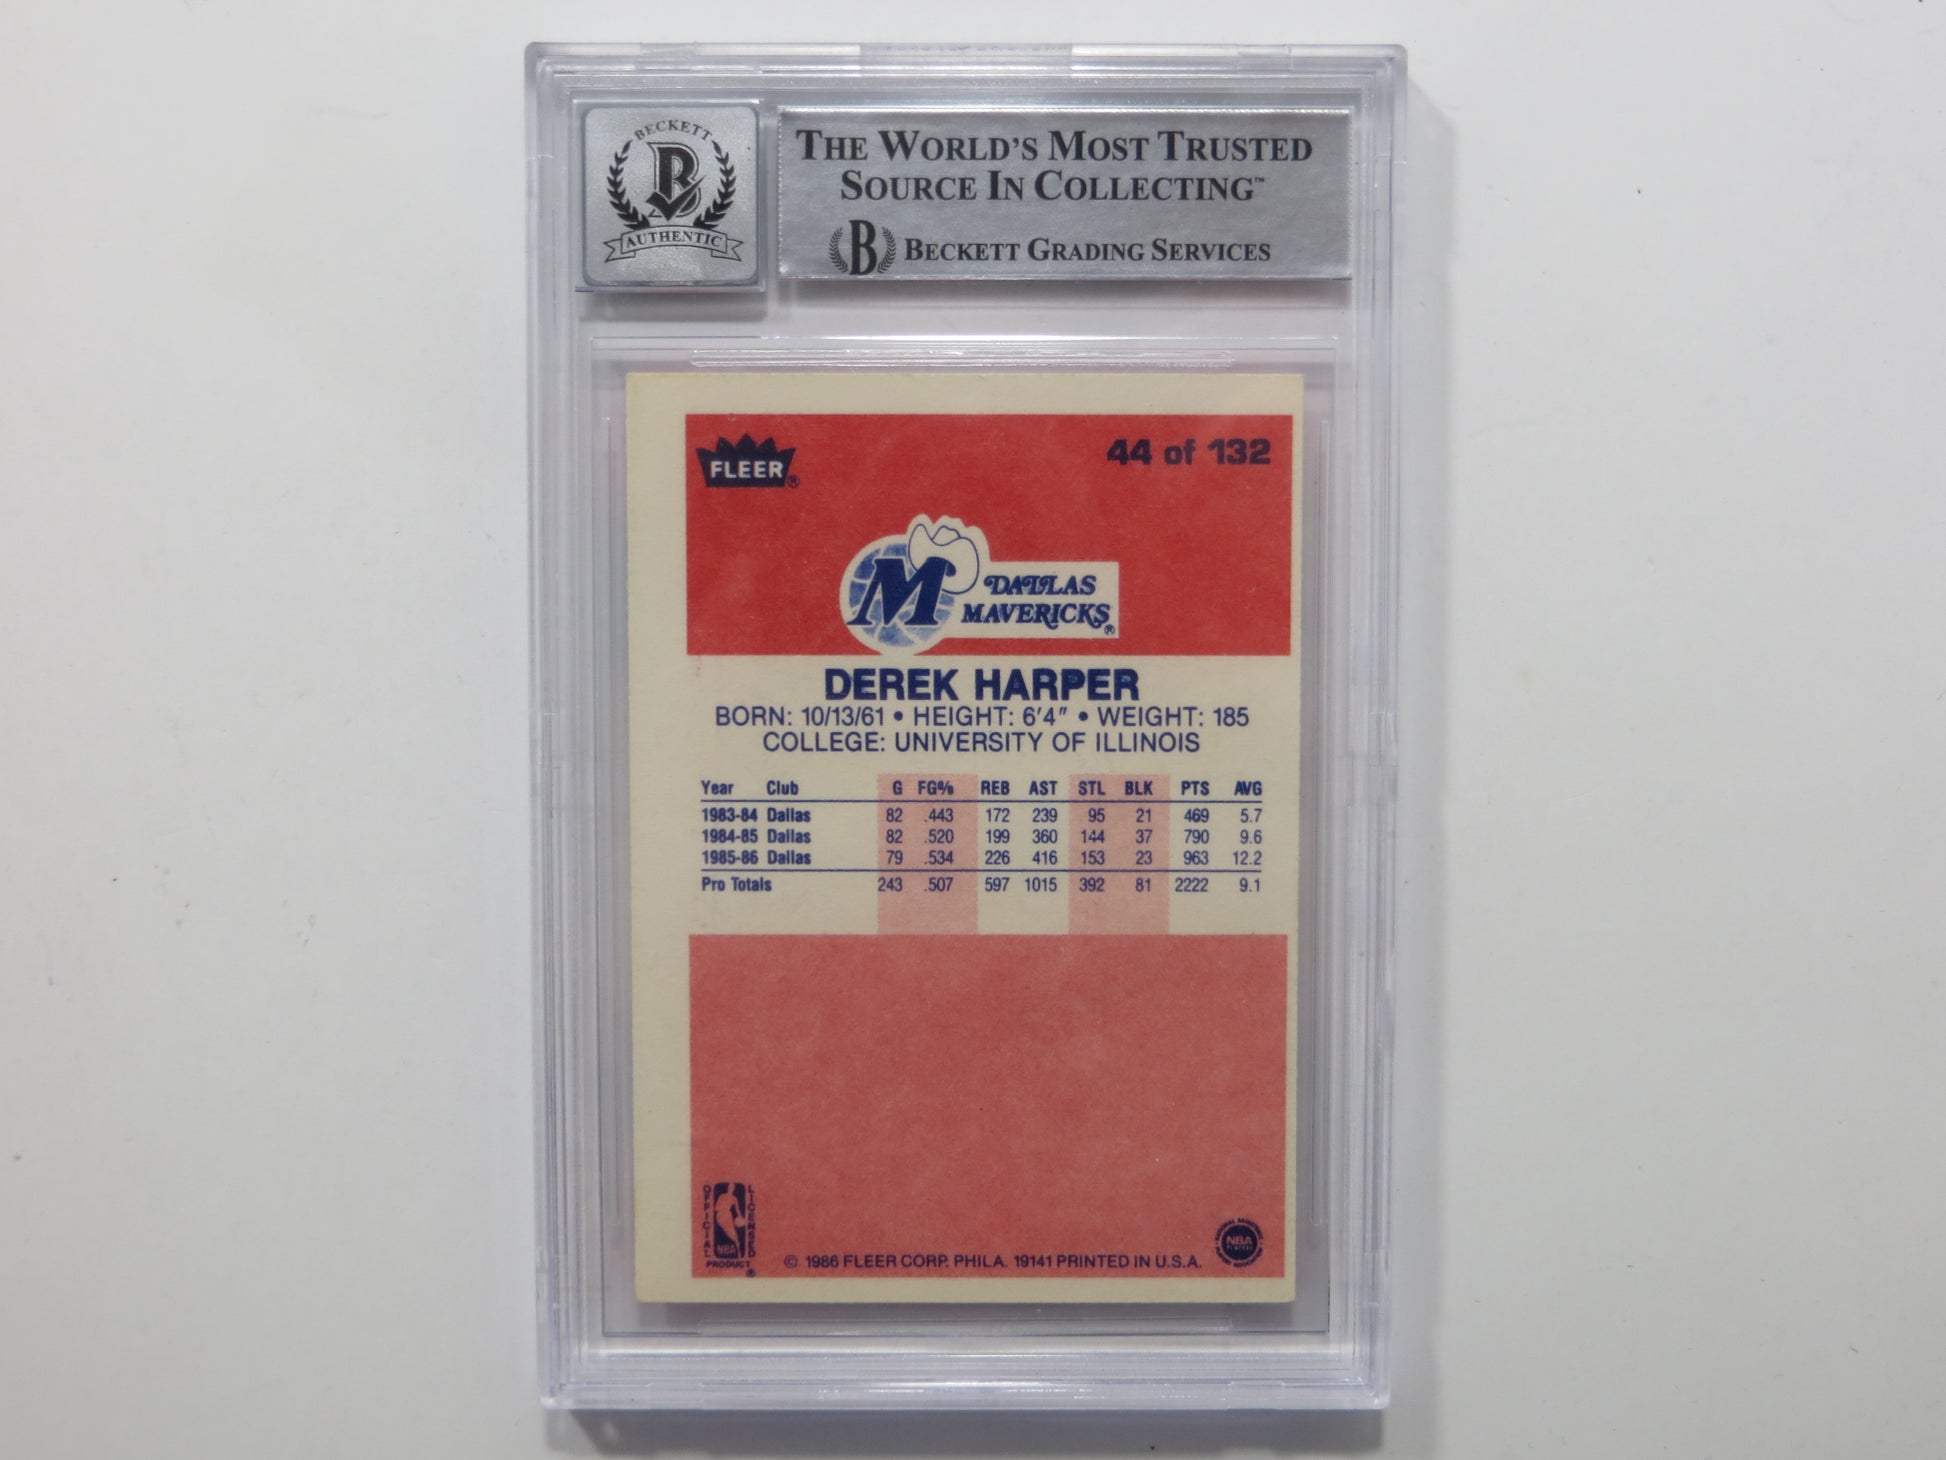 BECKETT
B
AUTHENTIC
THE WORLD'S MOST TRUSTED
SOURCE IN COLLECTING™
B BECKETT GRADING SERVICES
FLEER®
44 of 132
M
DALLAS
MAVERICKS®
DEREK HARPER
BORN: 10/13/61 • HEIGHT: 6'4" • WEIGHT: 185
COLLEGE: UNIVERSITY OF ILLINOIS
Year Club G FG% REB AST STL BLK PTS AVG
1983-84 Dallas 82 .443 172 239 95 21 469 5.7
1984-85 Dallas 82 .520 199 360 144 37 790 9.6
1985-86 Dallas 79 .534 226 416 153 23 963 12.2
Pro Totals 243 .507 597 1015 392 81 2222 9.1
OFFICIAL
LICENSED
NBA
PRODUCT
®
© 1986 FLEER CORP. PHILA. 19141 PRINTED IN U.S.A.
NBA
PLAYERS